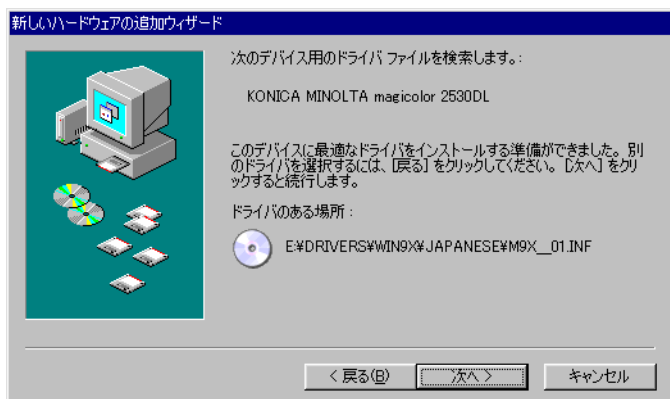 新しいハードウェアの追加ウィザード
次のデバイス用のドライバ ファイルを検索します。:
KONICA MINOLTA magicolor 2530DL
このデバイスに最適なドライバをインストールする準備ができました。別
のドライバを選択するには、[戻る] をクリックしてください。[次へ] をクリ
ックすると続行します。
ドライバのある場所:
E:¥DRIVERS¥WIN9X¥JAPANESE¥M9X__01.INF
< 戻る(B)
次へ >
キャンセル